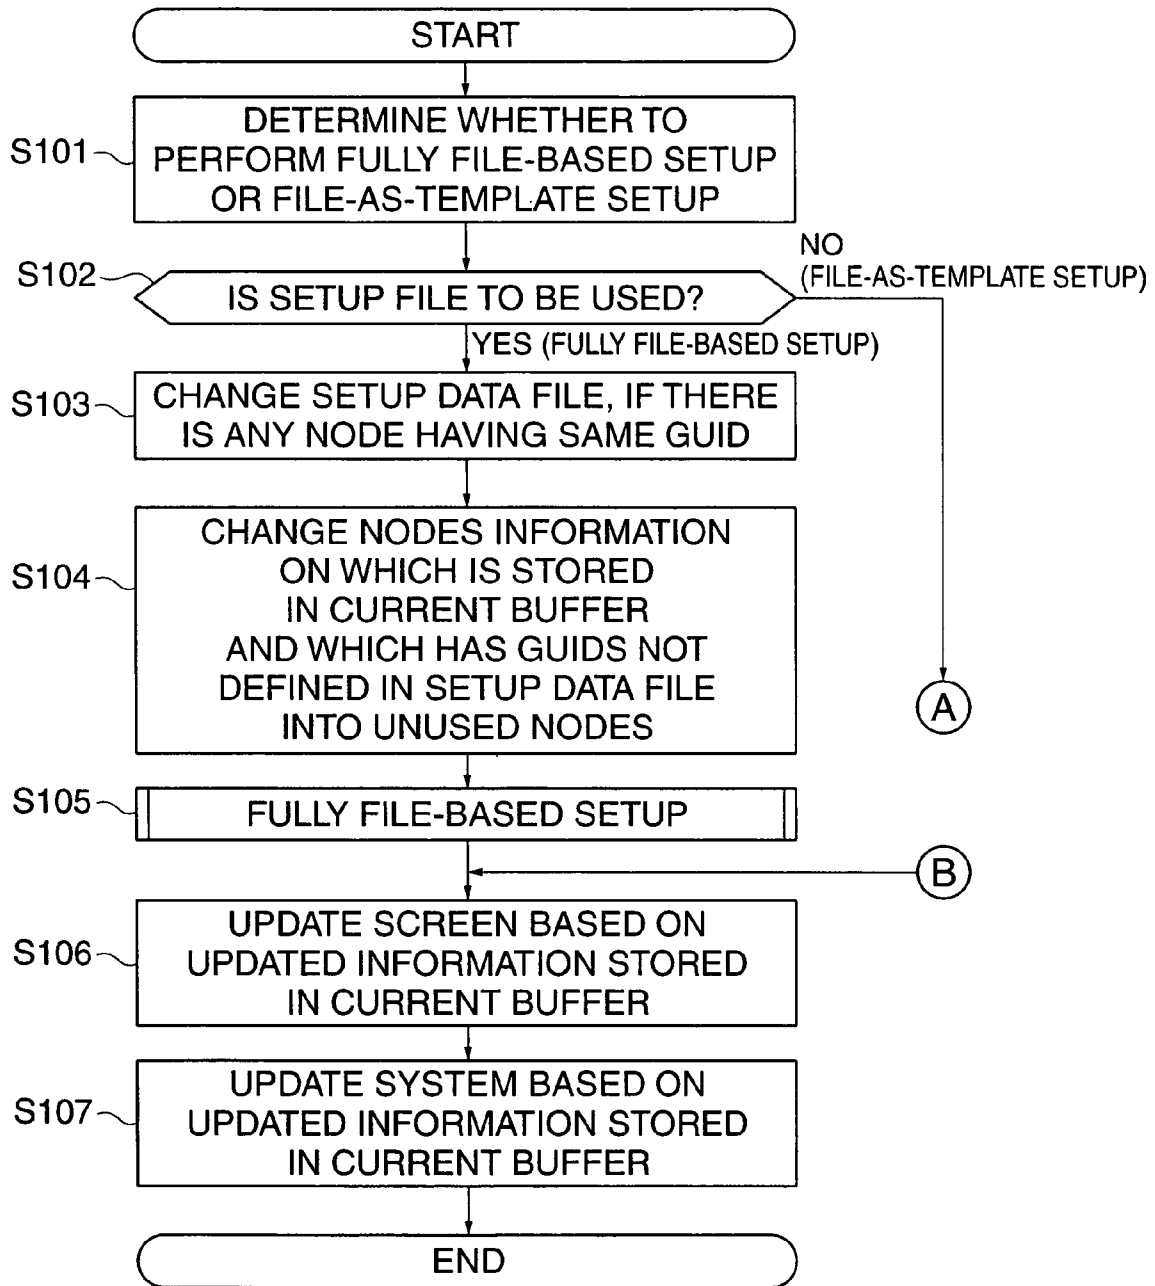 START
S101
DETERMINE WHETHER TO
PERFORM FULLY FILE-BASED SETUP
OR FILE-AS-TEMPLATE SETUP
S102
IS SETUP FILE TO BE USED?
NO
(FILE-AS-TEMPLATE SETUP)
YES (FULLY FILE-BASED SETUP)
S103
CHANGE SETUP DATA FILE, IF THERE
IS ANY NODE HAVING SAME GUID
S104
CHANGE NODES INFORMATION
ON WHICH IS STORED
IN CURRENT BUFFER
AND WHICH HAS GUIDS NOT
DEFINED IN SETUP DATA FILE
INTO UNUSED NODES
A
S105
FULLY FILE-BASED SETUP
B
S106
UPDATE SCREEN BASED ON
UPDATED INFORMATION STORED
IN CURRENT BUFFER
S107
UPDATE SYSTEM BASED ON
UPDATED INFORMATION STORED
IN CURRENT BUFFER
END